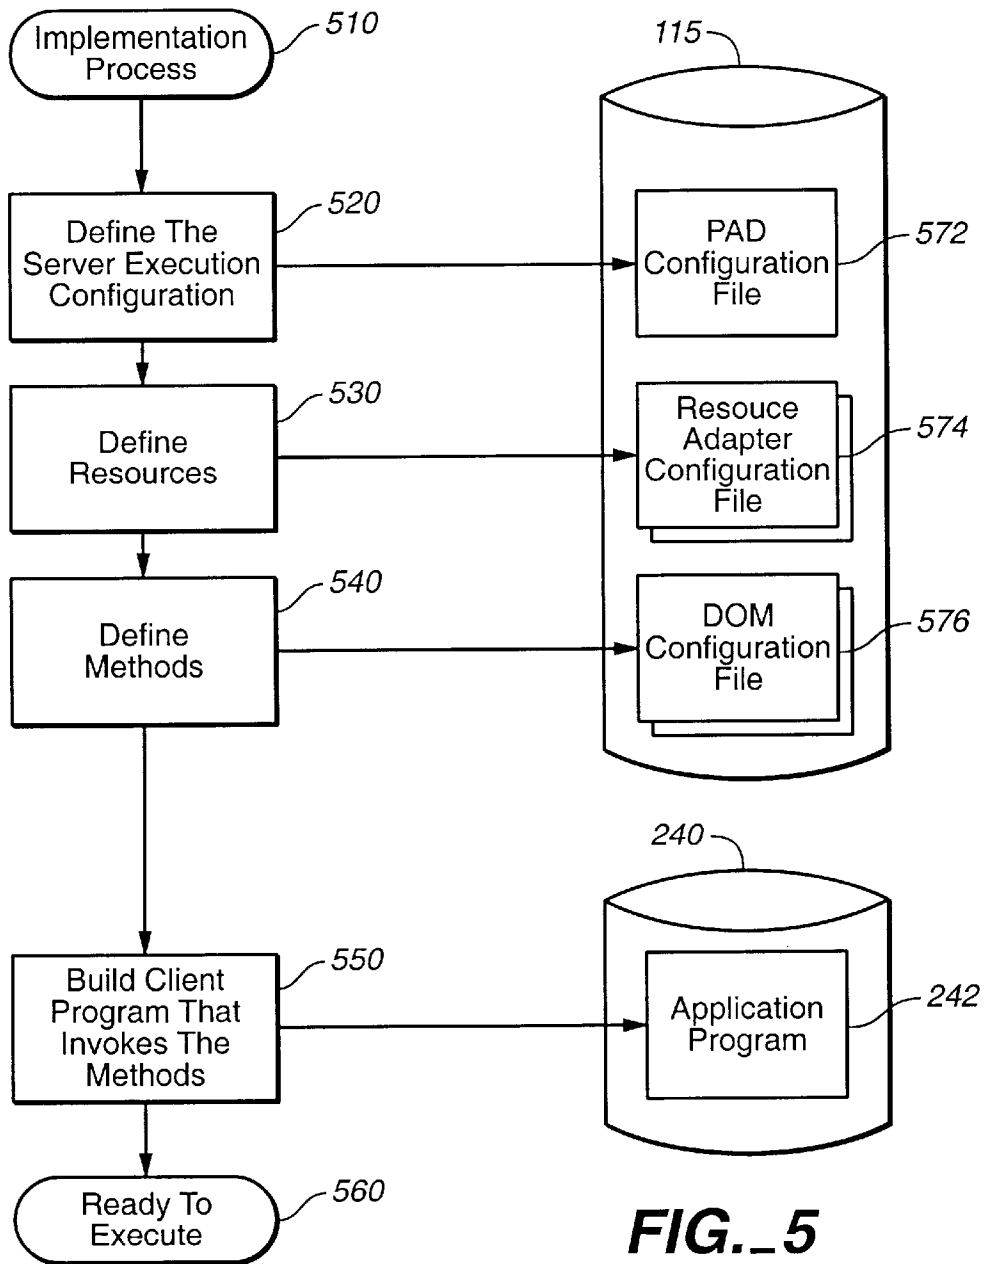 Implementation
Process
510
115
Define The
Server Execution
Configuration
520
PAD
Configuration
File
572
Define
Resources
530
Resouce
Adapter
Configuration
File
574
Define
Methods
540
DOM
Configuration
File
576
240
Build Client
Program That
Invokes The
Methods
550
Application
Program
242
Ready To
Execute
560
FIG._5